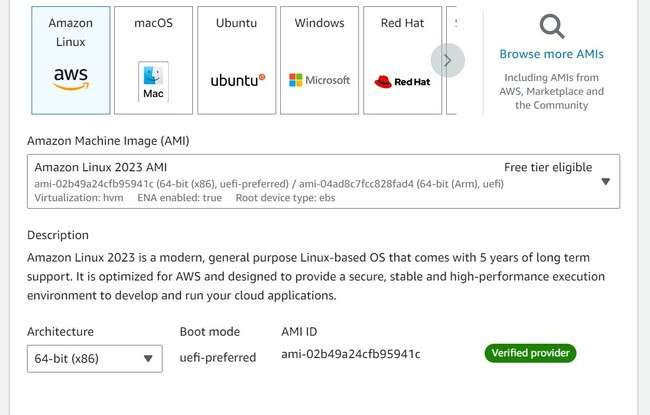 Amazon
Linux
aws
macOS
Mac
Ubuntu
ubuntu
Windows
Microsoft
Red Hat
Red Hat
Browse more AMIs
Including AMIs from
AWS, Marketplace and
the Community
Amazon Machine Image (AMI)
Amazon Linux 2023 AMI
Free tier eligible
ami-02b49a24cfb95941c (64-bit (x86), uefi-preferred) / ami-04ad8c7fcc828fad4 (64-bit (Arm), uefi)
Virtualization: hvm ENA enabled: true Root device type: ebs
Description
Amazon Linux 2023 is a modern, general purpose Linux-based OS that comes with 5 years of long term
support. It is optimized for AWS and designed to provide a secure, stable and high-performance execution
environment to develop and run your cloud applications.
Architecture
Boot mode
AMI ID
64-bit (x86)
uefi-preferred
ami-02b49a24cfb95941c
Verified provider